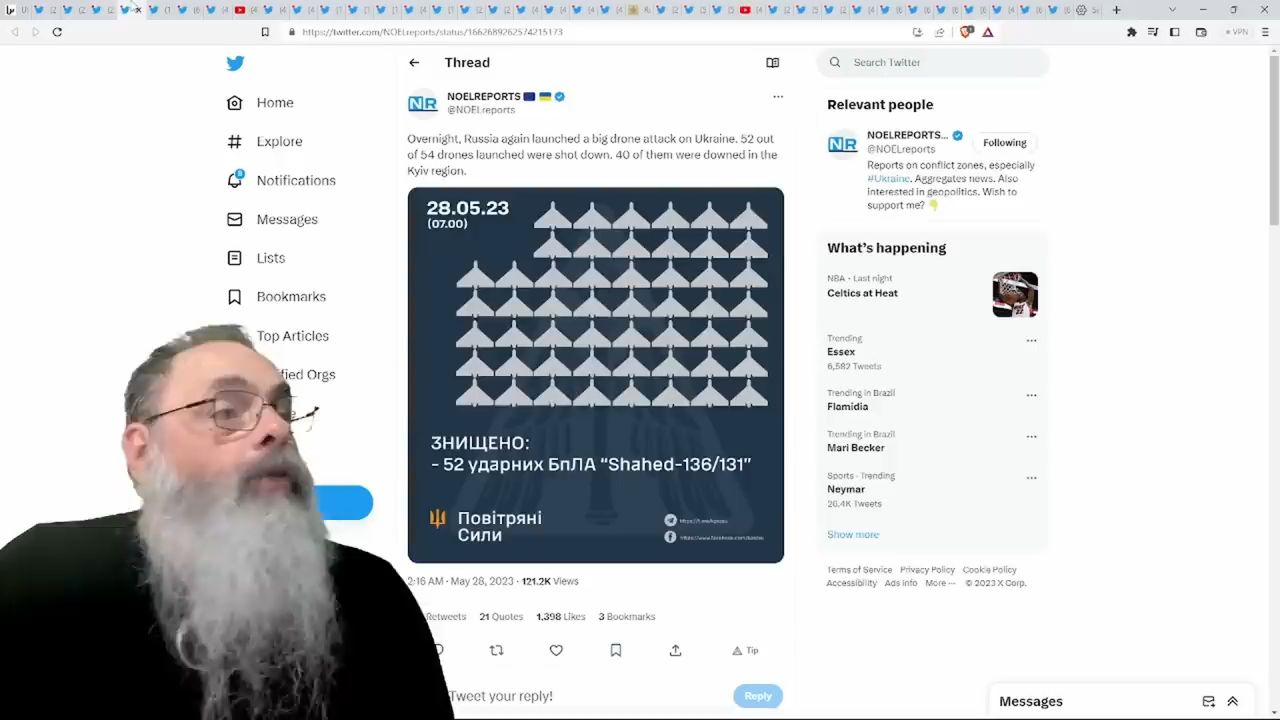 https://twitter.com/NOELreports/status/1662689262574215173
VPN
Home
Explore
Notifications
Messages
Lists
Bookmarks
Top Articles
Orgs
Thread
NOELREPORTS
@NOELreports
Overnight, Russia again launched a big drone attack on Ukraine. 52 out
of 54 drones launched were shot down. 40 of them were downed in the
Kyiv region.
28.05.23
(07.00)
ЗНИЩЕНО:
- 52 ударних БпЛА “Shahed-136/131”
Повітряні
Сили
2:16 AM · May 28, 2023 · 121.2K Views
Retweets 21 Quotes 1,398 Likes 3 Bookmarks
Tip
Tweet your reply!
Reply
Search Twitter
Relevant people
NOELREPORTS...
@NOELreports
Following
Reports on conflict zones, especially
#Ukraine. Aggregates news. Also
interested in geopolitics. Wish to
support me?
What’s happening
NBA · Last night
Celtics at Heat
Trending
Essex
6,582 Tweets
Trending in Brazil
Flamidia
Trending in Brazil
Mari Becker
Sports · Trending
Neymar
26.4K Tweets
Show more
Terms of Service Privacy Policy Cookie Policy
Accessibility Ads info More ··· © 2023 X Corp.
Messages